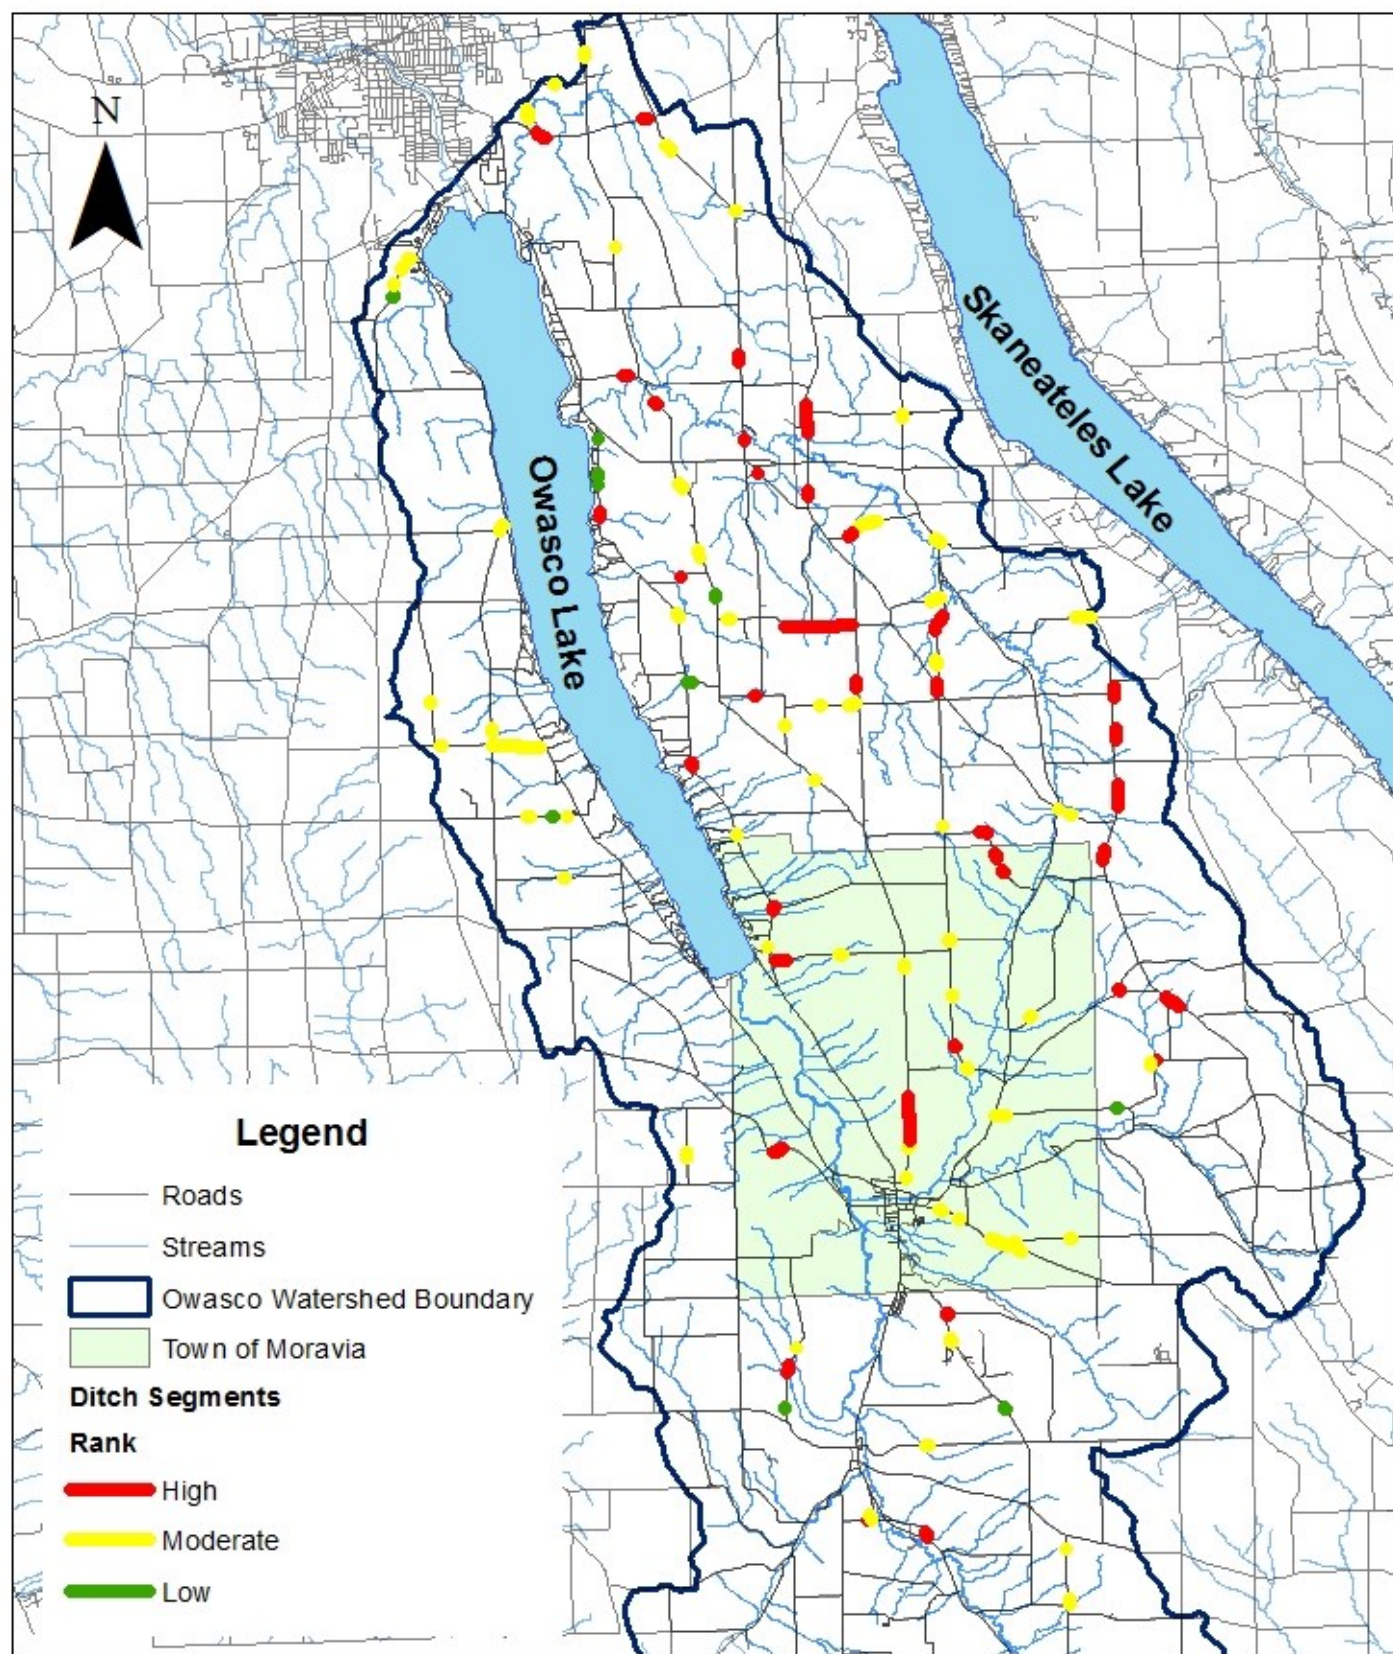 N
Skaneateles Lake
Owasco Lake
Legend
Roads
Streams
Owasco Watershed Boundary
Town of Moravia
Ditch Segments
Rank
High
Moderate
Low